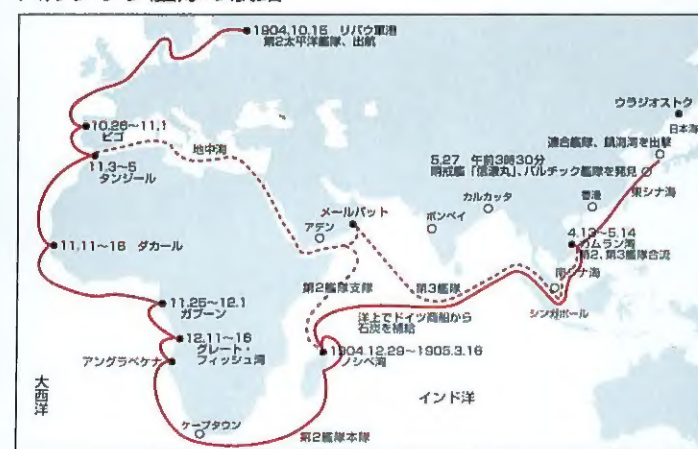 1904.10.15 リバウ軍港
第2太平洋艦隊、出航
ウラジオストク
日本海
10.26〜11.1
ビゴ
地中海
連合艦隊、鎮海湾を出撃
5.27 午前3時30分
哨戒艦「信濃丸」、バルチック艦隊を発見
11.3〜5
タンジール
東シナ海
メールバット
カルカッタ
香港
アデン
ボンベイ
4.13〜5.14
カムラン湾
第2、第3艦隊合流
11.11〜16 ダカール
南シナ海
第2艦隊支隊
第3艦隊
シンガポール
11.25〜12.1
ガブーン
洋上でドイツ商船から
石炭を補給
12.11〜16
グレート・
フィッシュ湾
1904.12.29〜1905.3.16
ノシベ湾
アングラペケナ
大西洋
インド洋
ケープタウン
第2艦隊本隊